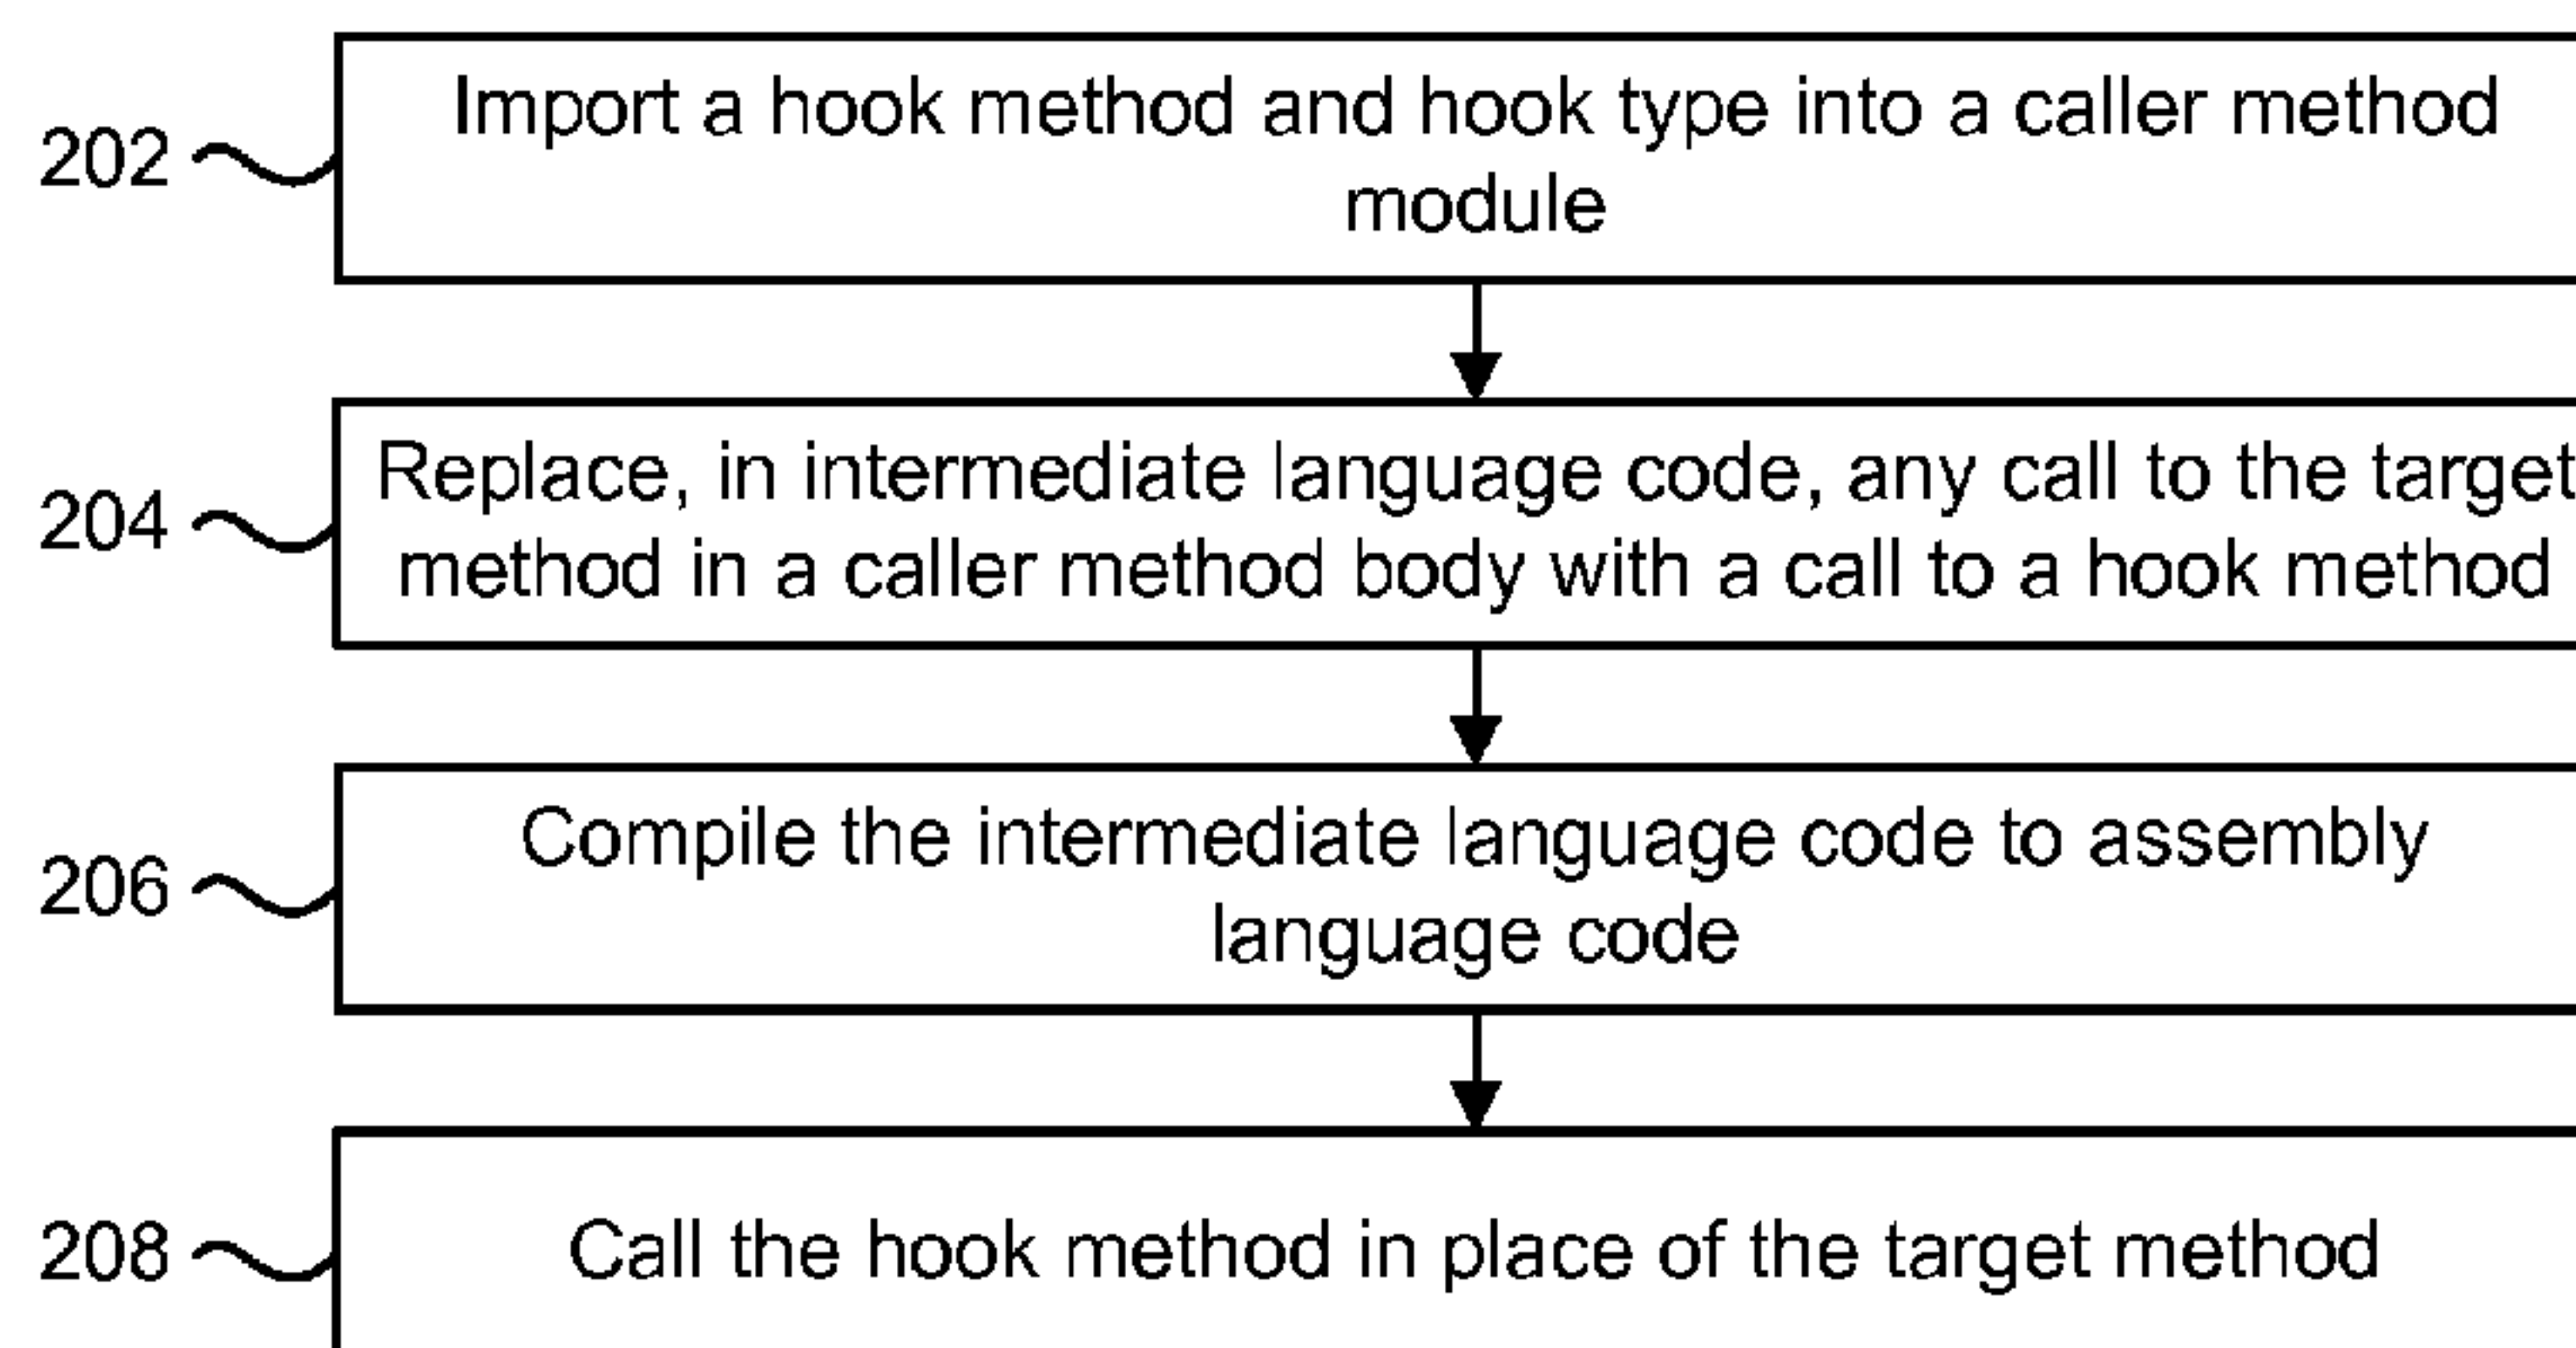 Import a hook method and hook type into a caller method
202
module
Replace, in intermediate language code, any call to the target
204
method in a caller method body with a call to a hook method
Compile the intermediate language code to assembly
206
language code
208
Call the hook method in place of the target method